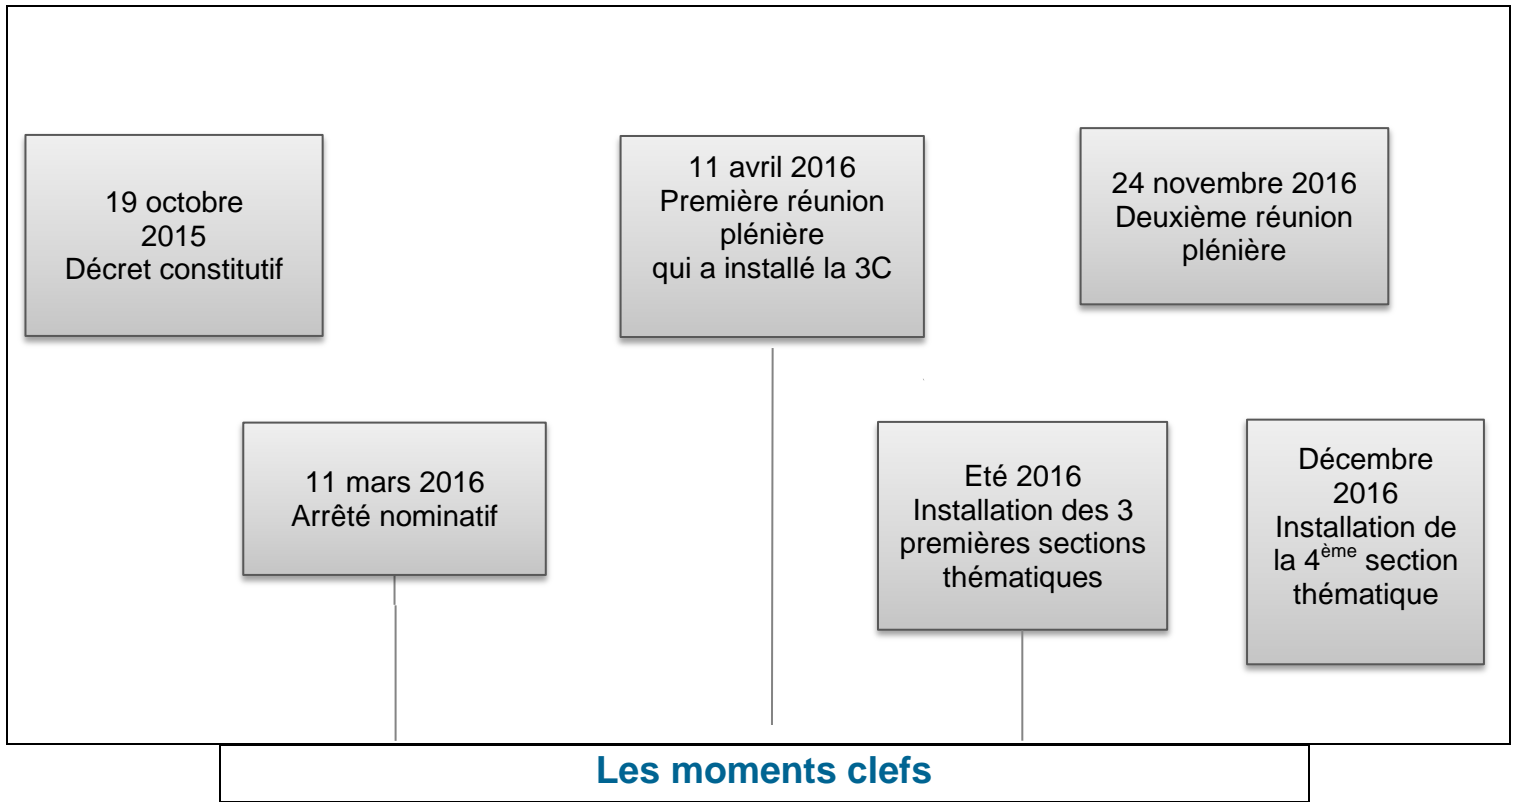 19 octobre
2015
Décret constitutif
11 mars 2016
Arrêté nominatif
11 avril 2016
Première réunion
plénière
qui a installé la 3C
Eté 2016
Installation des 3
premières sections
thématiques
24 novembre 2016
Deuxième réunion
plénière
Décembre
2016
Installation de
la 4ème section
thématique
Les moments clefs